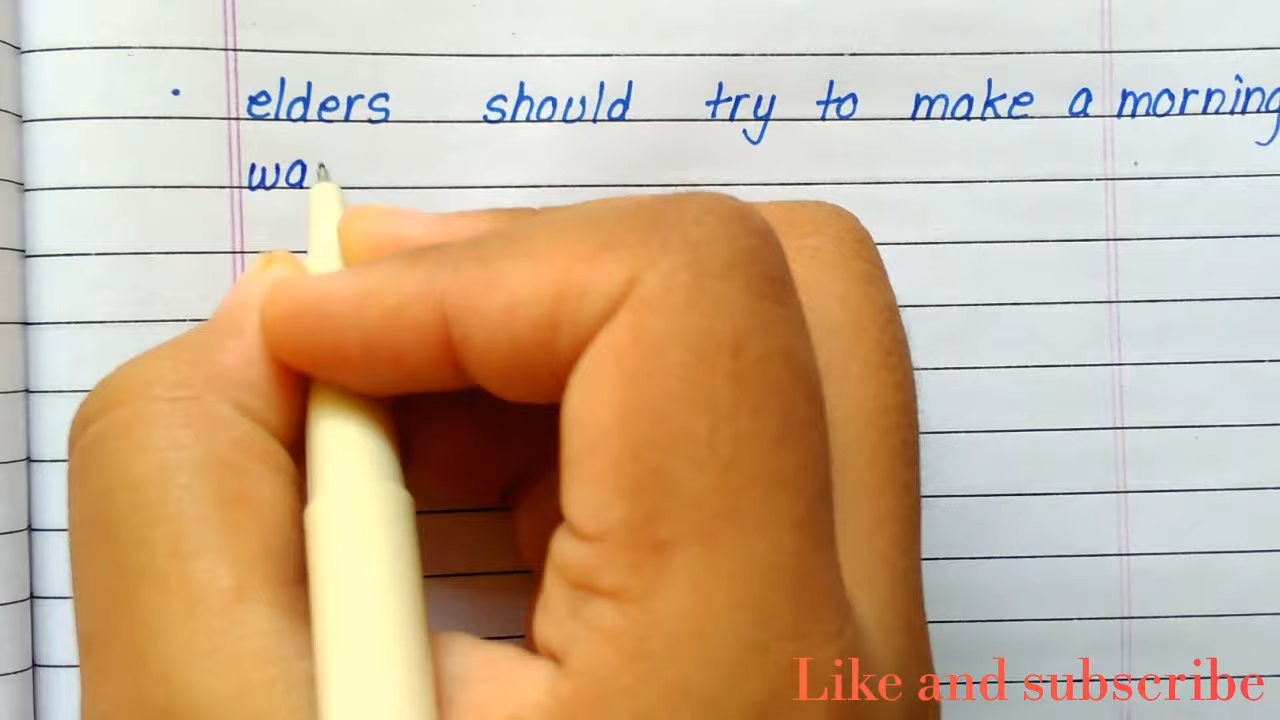 • elders should try to make a morning
wa
Like and subscribe